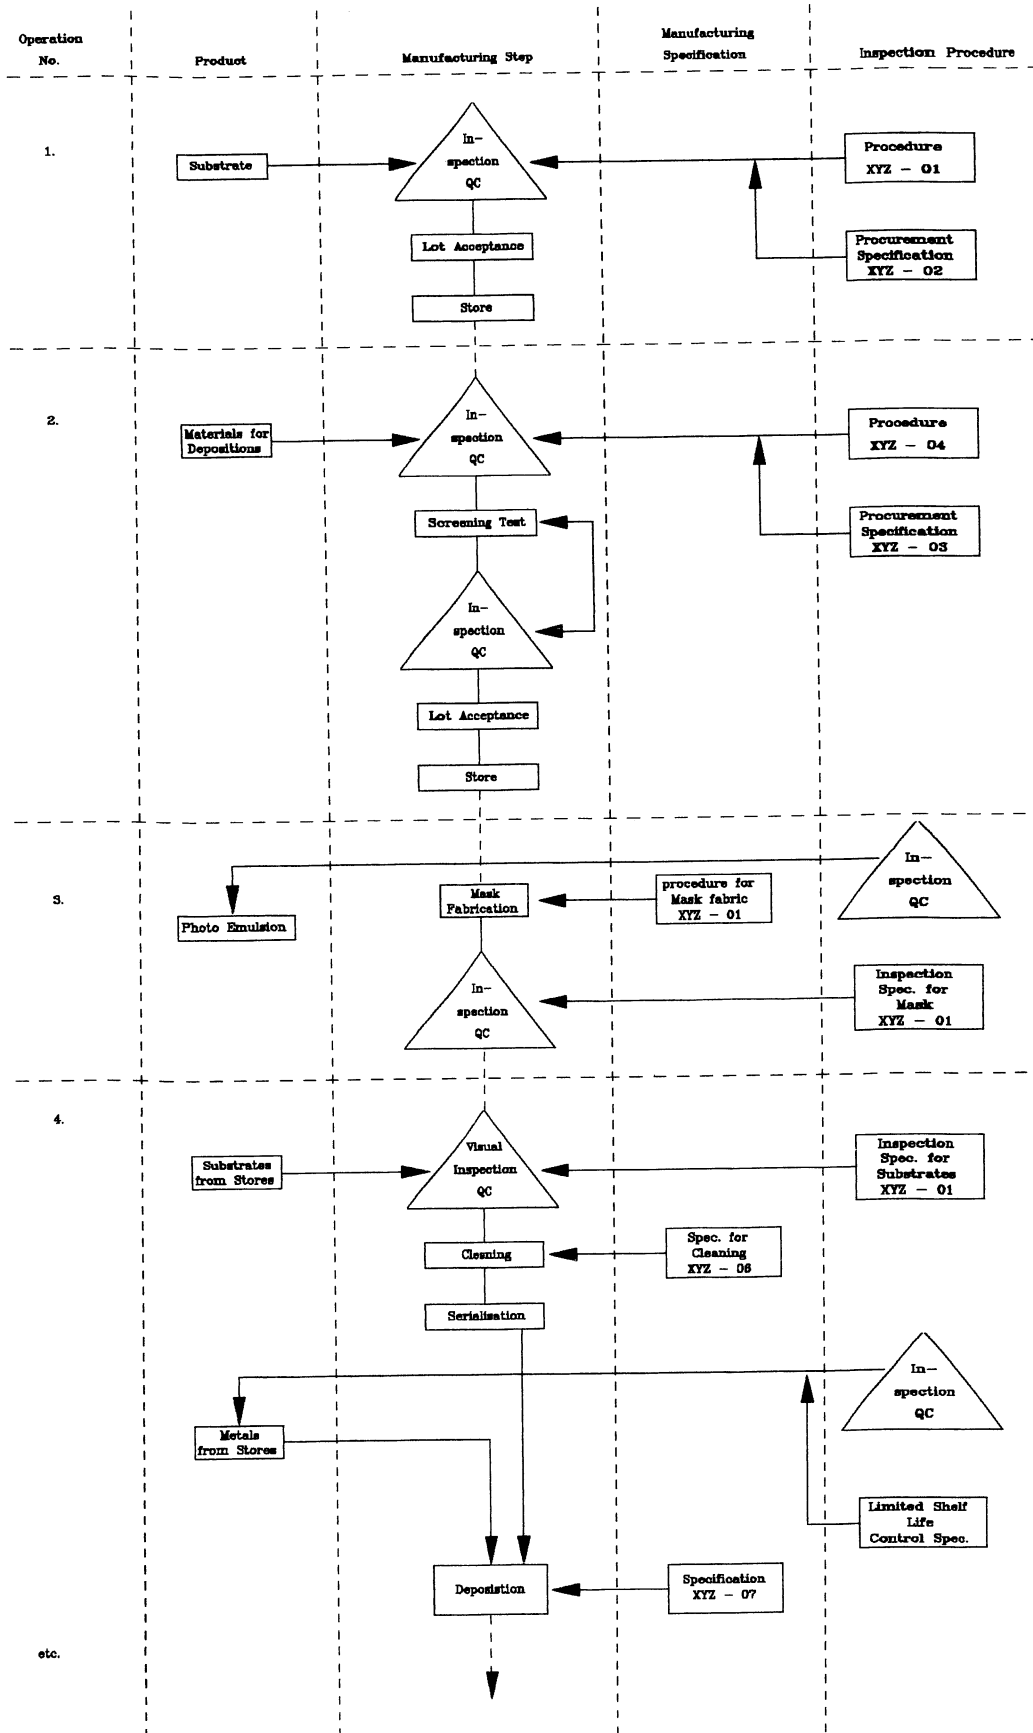 Operation
No.
Product
Manufacturing Step
Manufacturing
Specification
Inspection Procedure
1.
Substrate
In-
spection
QC
Procedure
XYZ - 01
Lot Acceptance
Procurement
Specification
XYZ - 02
Store
2.
Materials for
Depositions
In-
spection
QC
Procedure
XYZ - 04
Screening Test
Procurement
Specification
XYZ - 03
In-
spection
QC
Lot Acceptance
Store
3.
Photo Emulsion
Mask
Fabrication
procedure for
Mask fabric
XYZ - 01
In-
spection
QC
In-
spection
QC
Inspection
Spec. for
Mask
XYZ - 01
4.
Substrates
from Stores
Visual
Inspection
QC
Inspection
Spec. for
Substrates
XYZ - 01
Cleaning
Spec. for
Cleaning
XYZ - 06
Serialisation
In-
spection
QC
Metals
from Stores
Limited Shelf
Life
Control Spec.
Deposistion
Specification
XYZ - 07
etc.